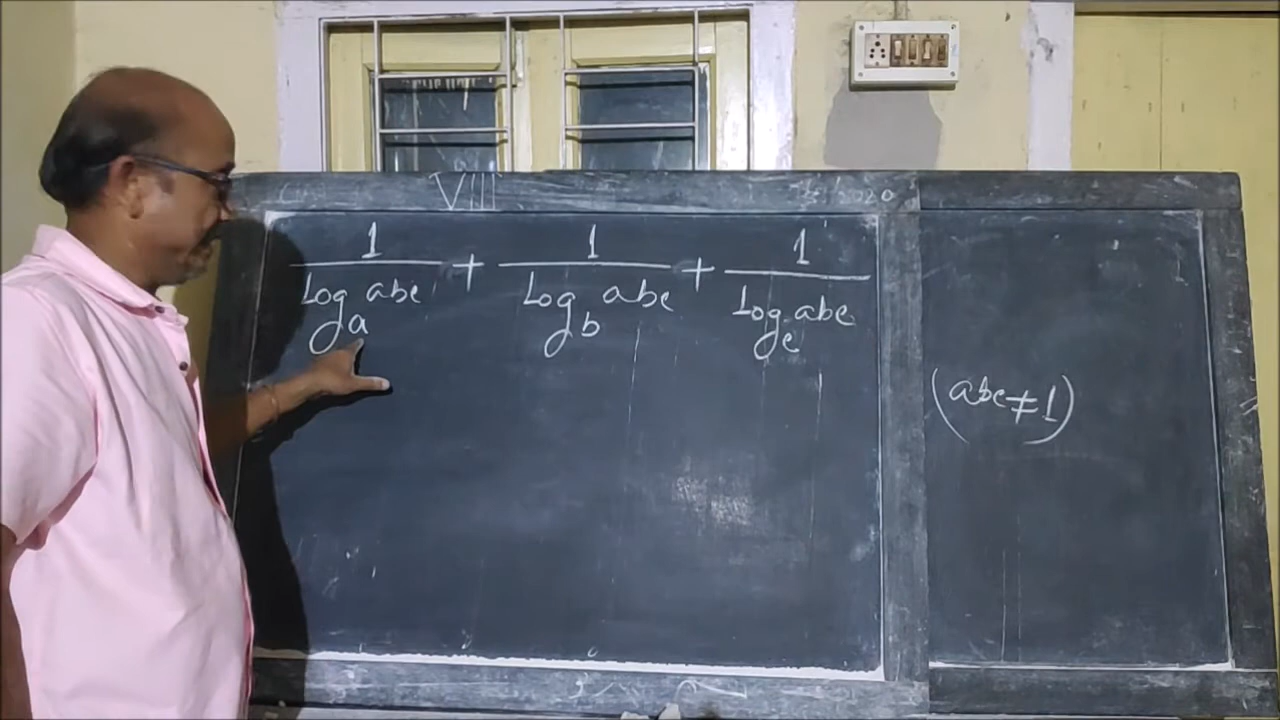 VIII
1/log_a abc + 1/log_b abc + 1/log_c abc
(abc≠1)